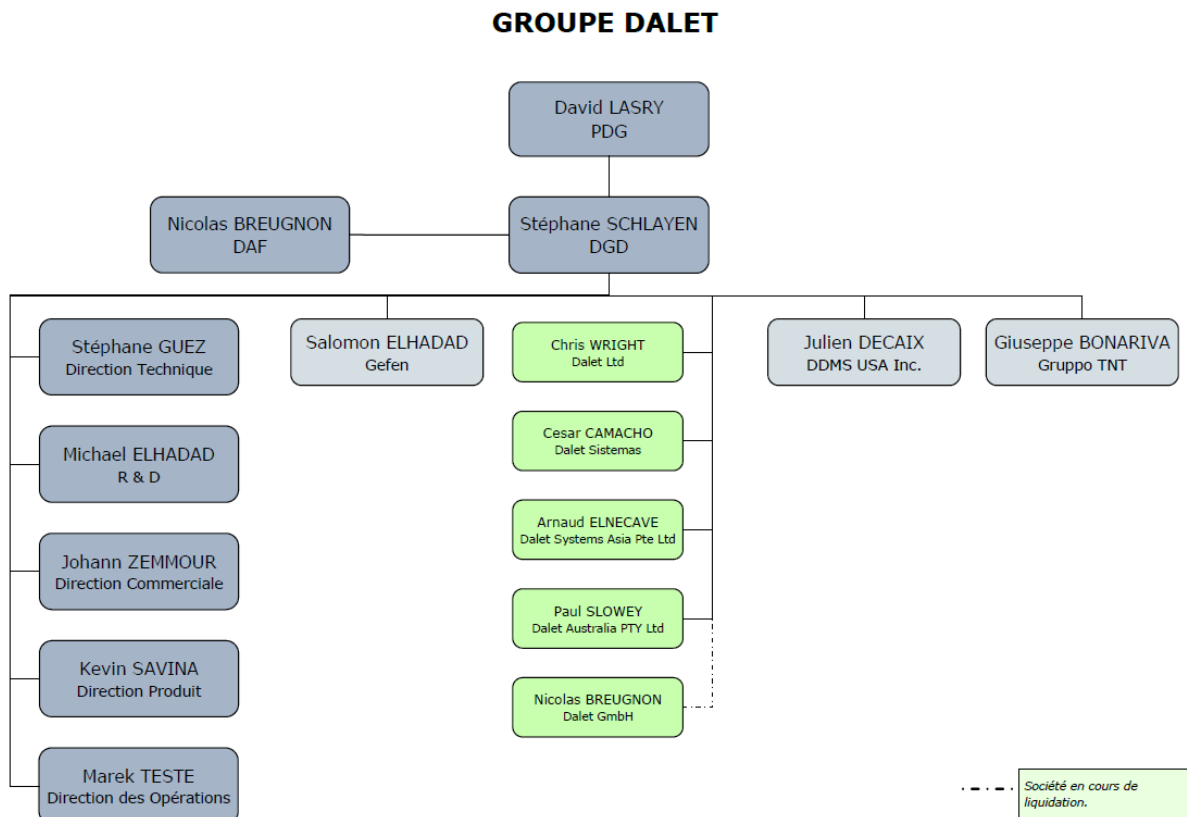 GROUPE DALET
David LASRY
PDG
Nicolas BREUGNON
DAF
Stéphane SCHLAYEN
DGD
Stéphane GUEZ
Direction Technique
Michael ELHADAD
R & D
Johann ZEMMOUR
Direction Commerciale
Kevin SAVINA
Direction Produit
Marek TESTE
Direction des Opérations
Salomon ELHADAD
Gefen
Chris WRIGHT
Dalet Ltd
Cesar CAMACHO
Dalet Sistemas
Arnaud ELNECAVE
Dalet Systems Asia Pte Ltd
Paul SLOWEY
Dalet Australia PTY Ltd
Nicolas BREUGNON
Dalet GmbH
Julien DECAIX
DDMS USA Inc.
Giuseppe BONARIVA
Gruppo TNT
Société en cours de
liquidation.